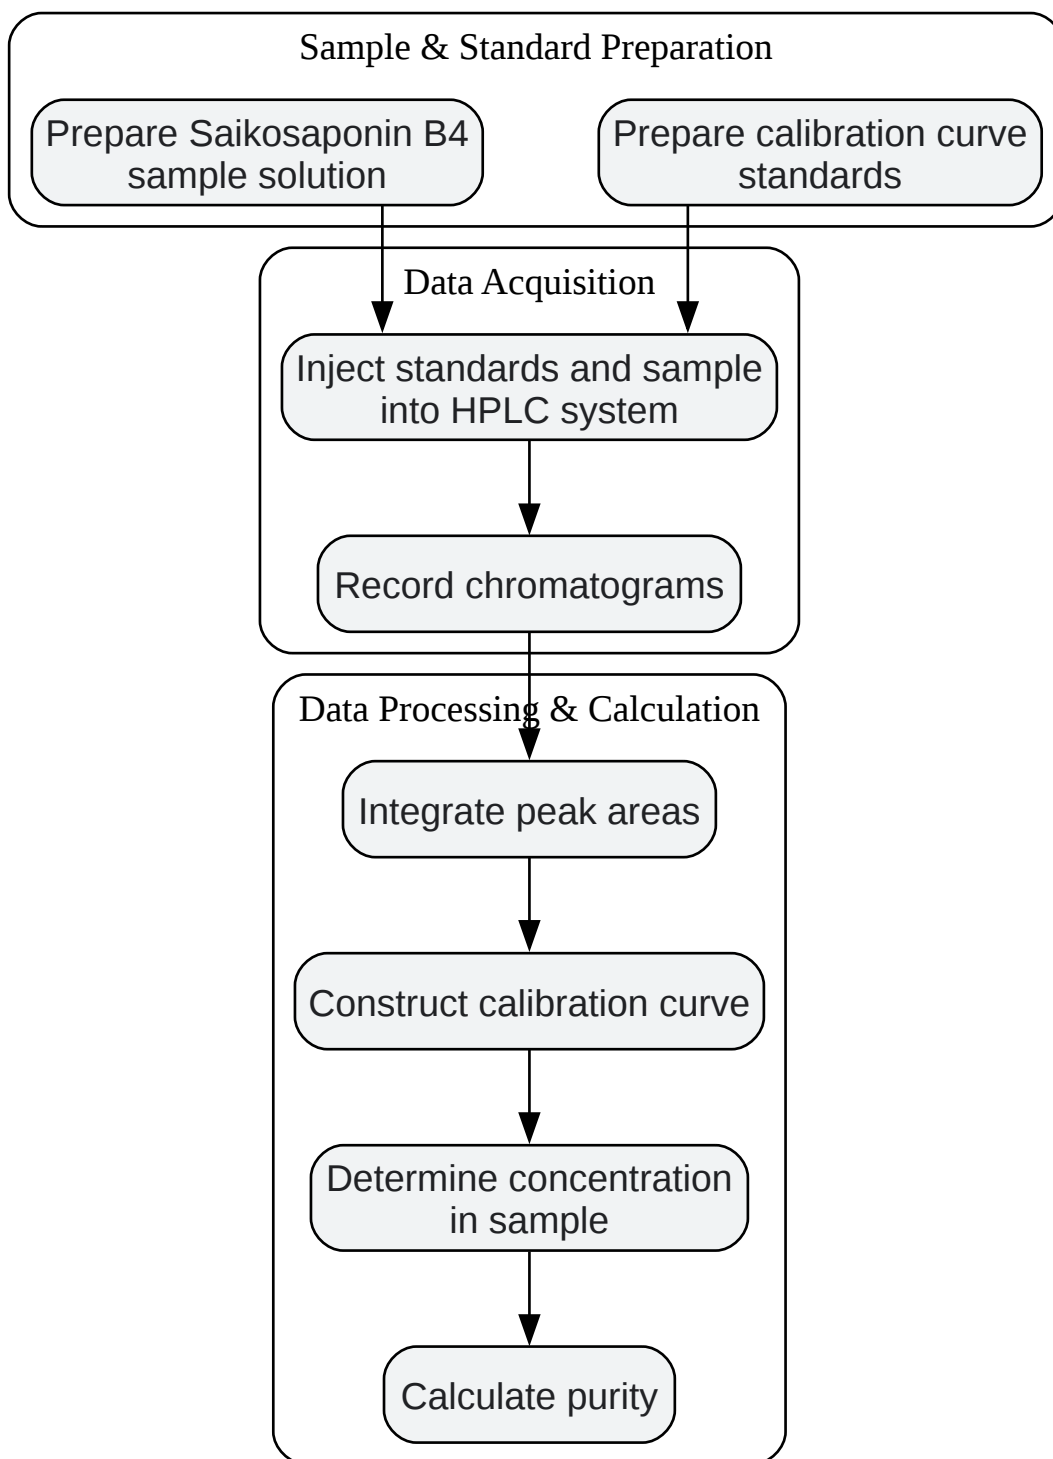 Sample & Standard Preparation
Prepare Saikosaponin B4
sample solution
Prepare calibration curve
standards
Data Acquisition
Inject standards and sample
into HPLC system
Record chromatograms
Data Processing & Calculation
Integrate peak areas
Construct calibration curve
Determine concentration
in sample
Calculate purity